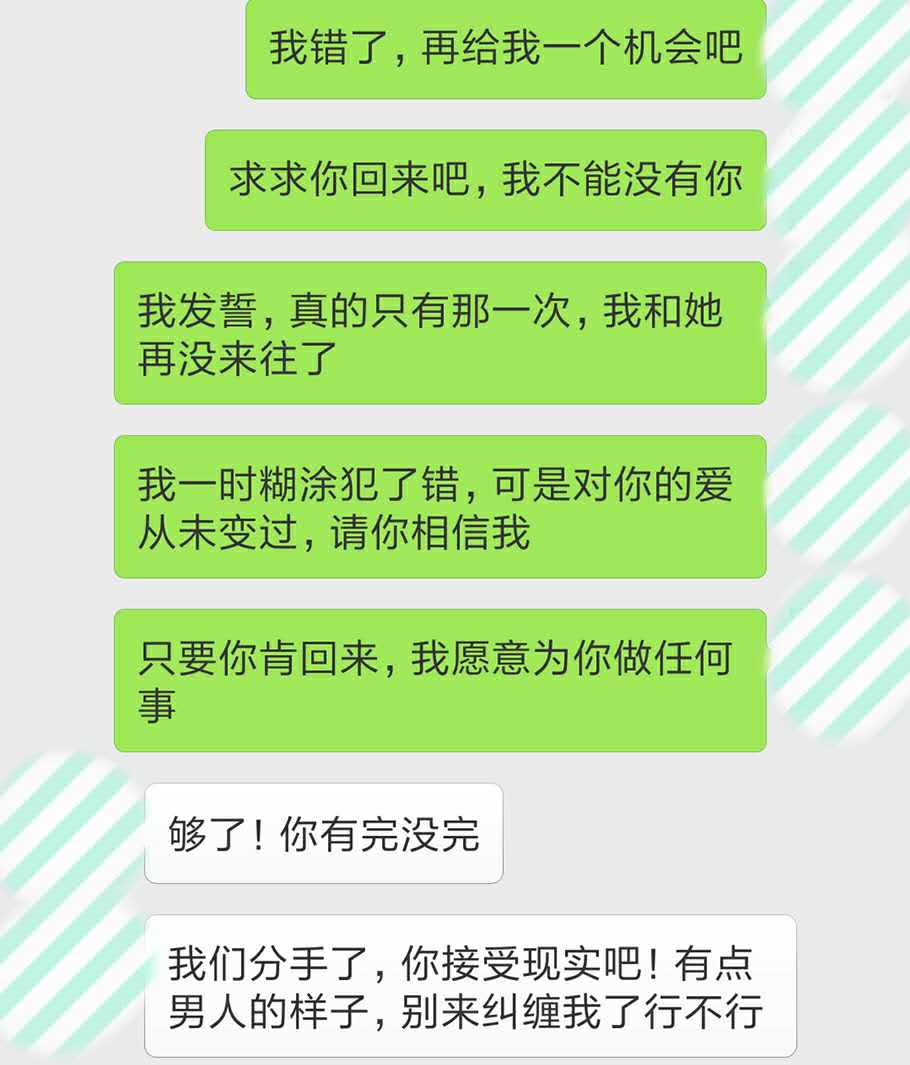 我错了，再给我一个机会吧
求求你回来吧，我不能没有你
我发誓，真的只有那一次，我和她
再没来往了
我一时糊涂犯了错，可是对你的爱
从未变过，请你相信我
只要你肯回来，我愿意为你做任何
事
够了！你有完没完
我们分手了，你接受现实吧！有点
男人的样子，别来纠缠我了行不行